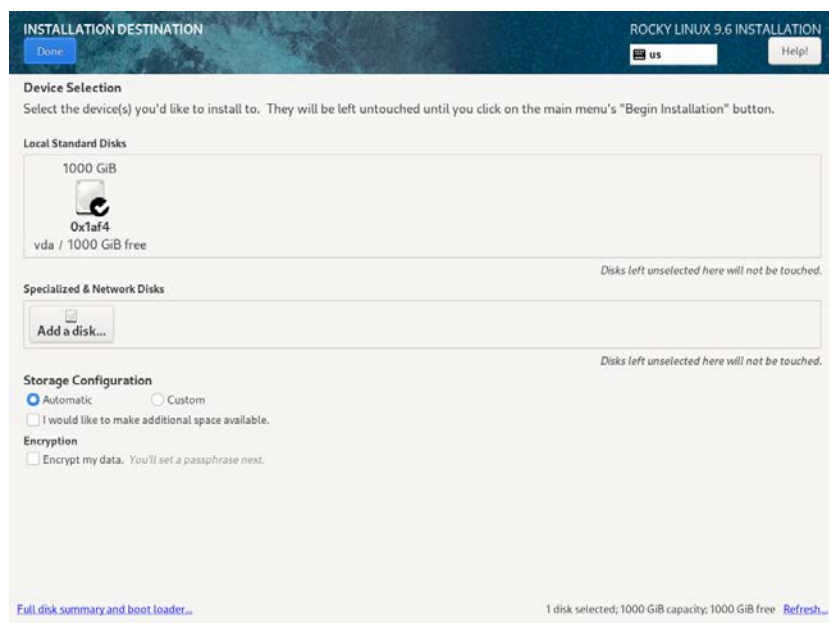 INSTALLATION DESTINATION
ROCKY LINUX 9.6 INSTALLATION
Done
us
Help!
Device Selection
Select the device(s) you'd like to install to. They will be left untouched until you click on the main menu's "Begin Installation" button.
Local Standard Disks
1000 GiB
0x1af4
vda / 1000 GiB free
Disks left unselected here will not be touched.
Specialized & Network Disks
Add a disk...
Disks left unselected here will not be touched.
Storage Configuration
Automatic Custom
I would like to make additional space available.
Encryption
Encrypt my data. You'll set a passphrase next.
Full disk summary and boot loader...
1 disk selected; 1000 GiB capacity; 1000 GiB free Refresh...